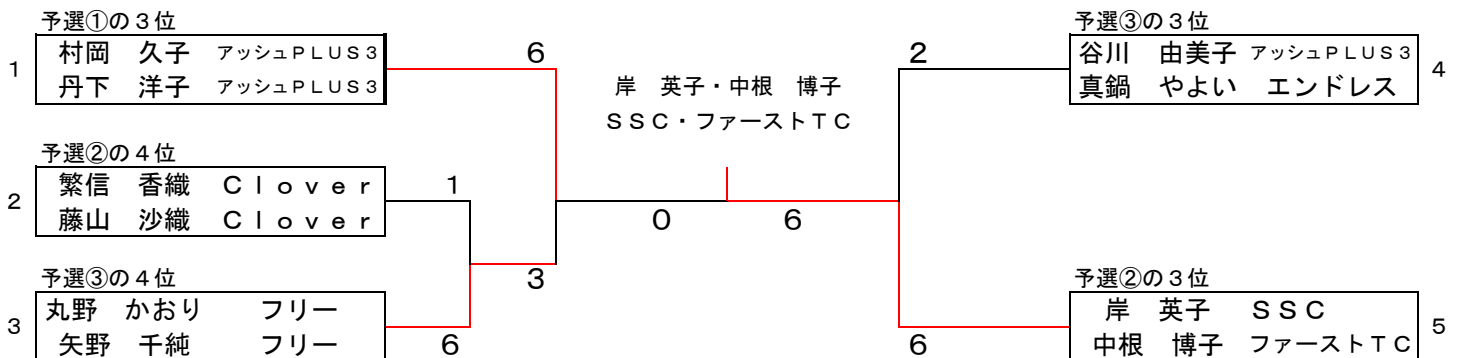 予選①の３位
1
村岡　久子　アッシュＰＬＵＳ３
丹下　洋子　アッシュＰＬＵＳ３
予選②の４位
2
繁信　香織　Ｃｌｏｖｅｒ
藤山　沙織　Ｃｌｏｖｅｒ
予選③の４位
3
丸野　かおり　フリー
矢野　千純　フリー
6
1
3
6
岸　英子・中根　博子
ＳＳＣ・ファーストＴＣ
0
6
2
6
予選③の３位
谷川　由美子　アッシュＰＬＵＳ３
真鍋　やよい　エンドレス
4
予選②の３位
岸　英子　ＳＳＣ
中根　博子　ファーストＴＣ
5